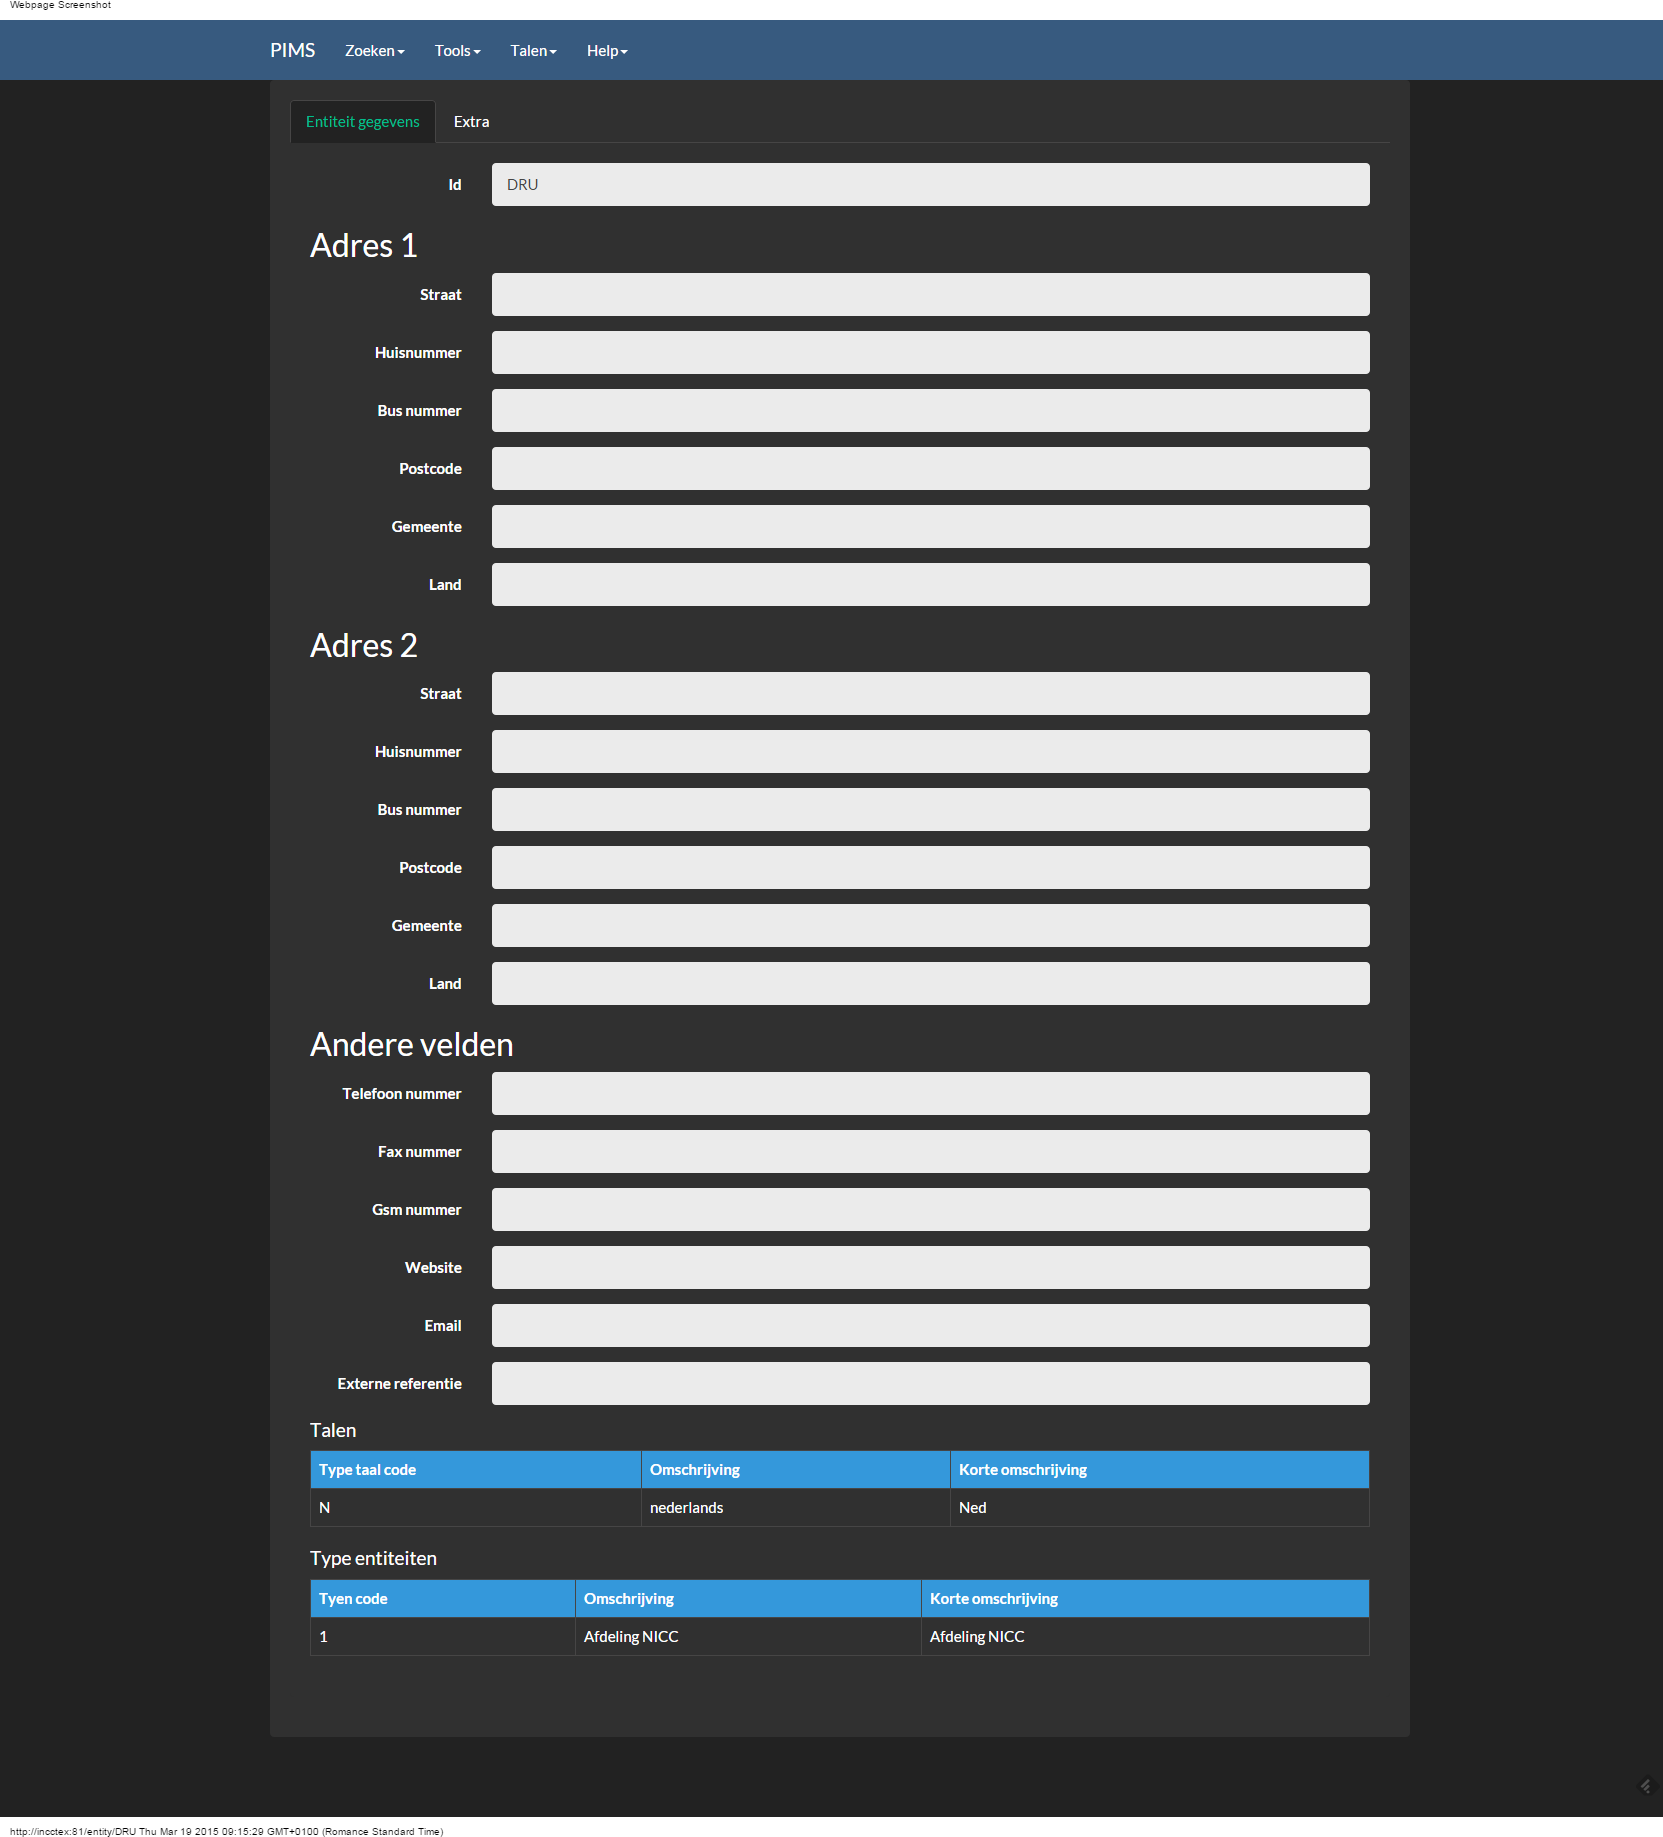 Webpage Screenshot
PIMS Zoeken Tools Talen Help
Entiteit gegevens Extra
Id DRU
Adres 1
Straat
Huisnummer
Bus nummer
Postcode
Gemeente
Land
Adres 2
Straat
Huisnummer
Bus nummer
Postcode
Gemeente
Land
Andere velden
Telefoon nummer
Fax nummer
Gsm nummer
Website
Email
Externe referentie
Talen
Type taal code Omschrijving Korte omschrijving
N nederlands Ned
Type entiteiten
Tyen code Omschrijving Korte omschrijving
1 Afdeling NICC Afdeling NICC
http://incctex:81/entity/DRU Thu Mar 19 2015 09:15:29 GMT+0100 (Romance Standard Time)